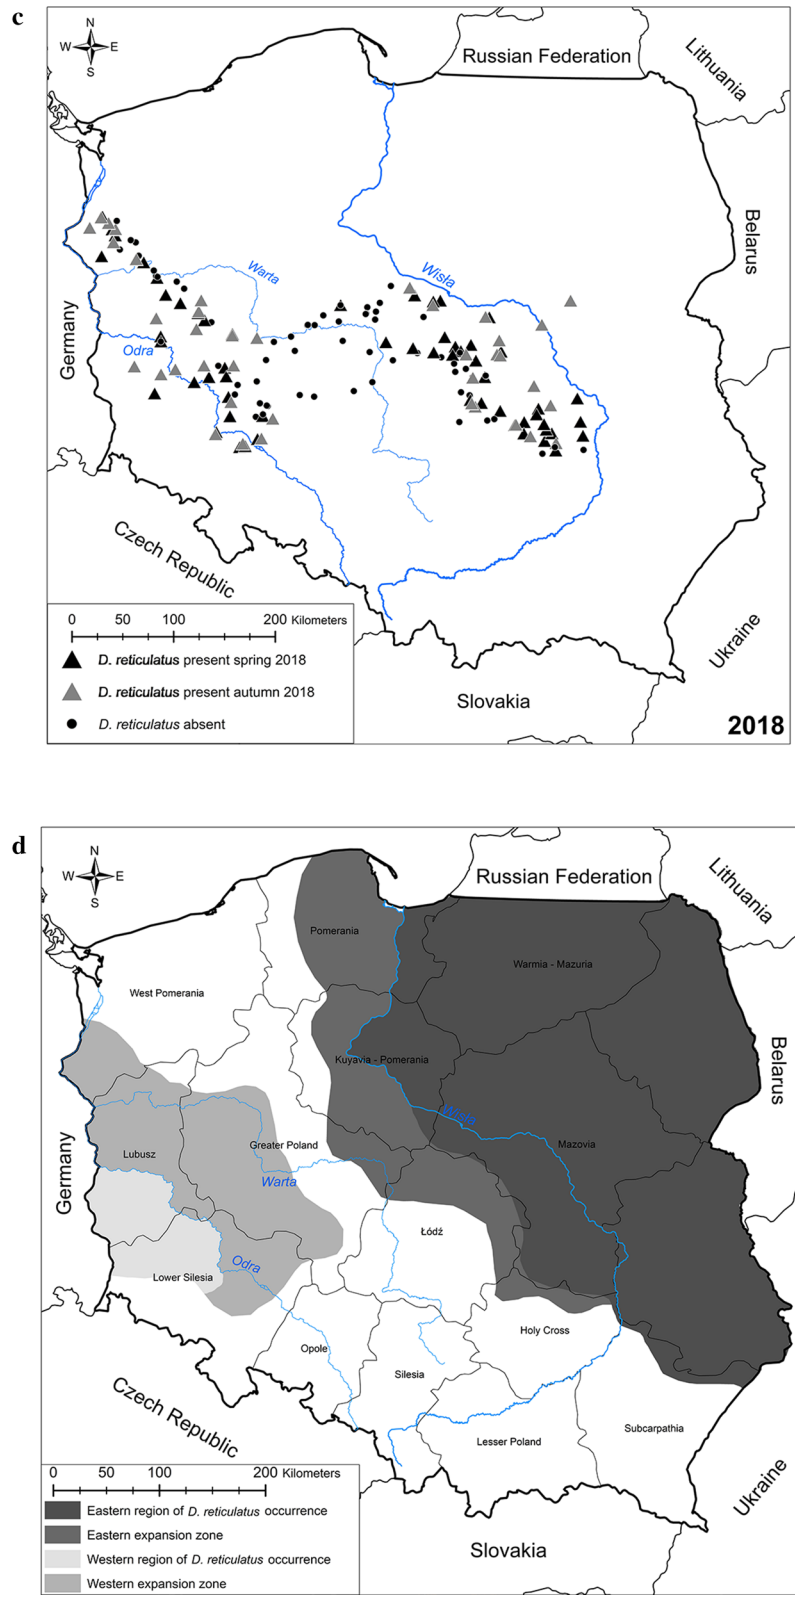 c
N
W E
S
Russian Federation
Lithuania
Belarus
Warta
Wisla
Germany
Odra
Czech Republic
Ukraine
0 50 100 200 Kilometers
D. reticulatus present spring 2018
D. reticulatus present autumn 2018
D. reticulatus absent
Slovakia
2018
d
N
W E
S
Russian Federation
Lithuania
Pomerania
Warmia - Mazuria
West Pomerania
Belarus
Kuyavia - Pomerania
Wisla
Germany
Lubusz
Greater Poland
Mazovia
Warta
Łódź
Odra
Lower Silesia
Holy Cross
Opole
Silesia
Czech Republic
Lesser Poland
Subcarpathia
Ukraine
0 50 100 200 Kilometers
Eastern region of D. reticulatus occurrence
Eastern expansion zone
Western region of D. reticulatus occurrence
Western expansion zone
Slovakia